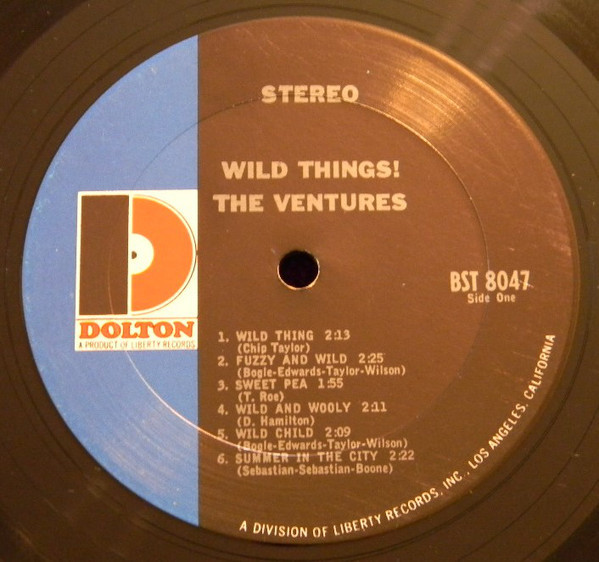 STEREO
WILD THINGS!
THE VENTURES
BST 8047
Side One
DOLTON
A PRODUCT OF LIBERTY RECORDS
1. WILD THING 2:13
(Chip Taylor)
2. FUZZY AND WILD 2:25
(Bogle-Edwards-Taylor-Wilson)
3. SWEET PEA 1:55
(T. Roe)
4. WILD AND WOOLY 2:11
(D. Hamilton)
5. WILD CHILD 2:09
(Bogle-Edwards-Taylor-Wilson)
6. SUMMER IN THE CITY 2:22
(Sebastian-Sebastian-Boone)
A DIVISION OF LIBERTY RECORDS, INC., LOS ANGELES, CALIFORNIA